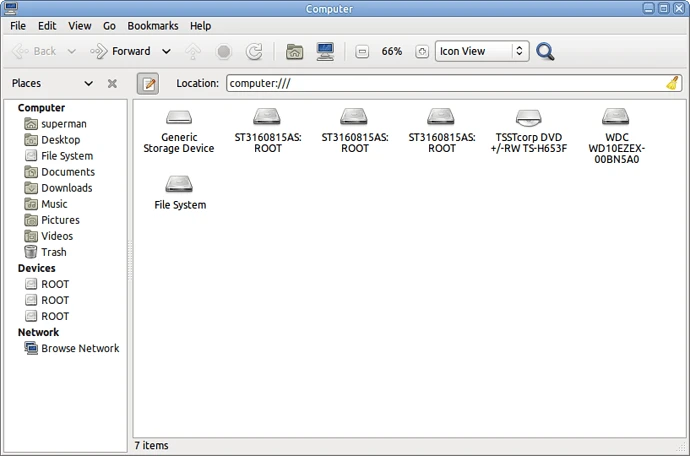 Computer
File Edit View Go Bookmarks Help
Back Forward 66% Icon View
Places Location: computer:///
Computer
superman
Desktop
File System
Documents
Downloads
Music
Pictures
Videos
Trash
Devices
ROOT
ROOT
ROOT
Network
Browse Network
Generic
Storage Device
ST3160815AS:
ROOT
ST3160815AS:
ROOT
ST3160815AS:
ROOT
TSSTcorp DVD
+/-RW TS-H653F
WDC
WD10EZEX-
00BN5A0
File System
7 items